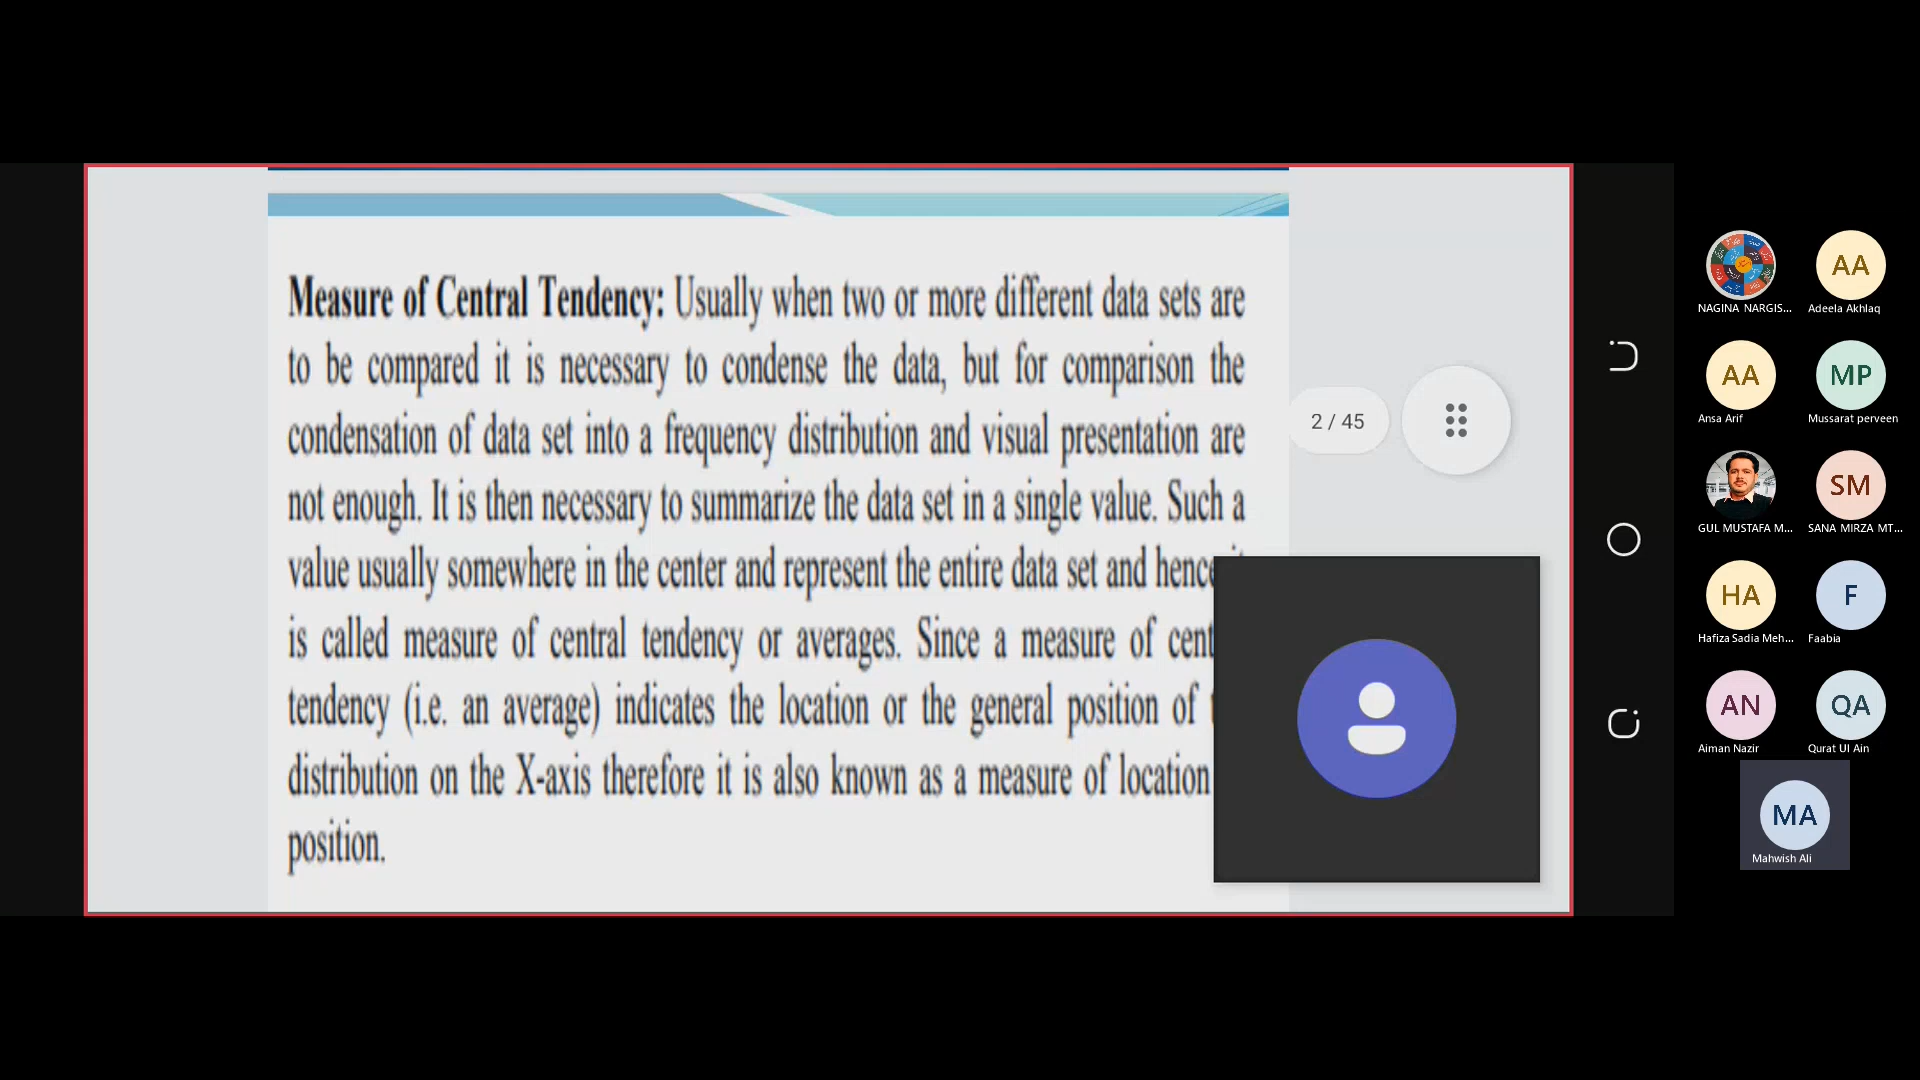 Measure of Central Tendency: Usually when two or more different data sets are
to be compared it is necessary to condense the data, but for comparison the
condensation of data set into a frequency distribution and visual presentation are
not enough. It is then necessary to summarize the data set in a single value. Such a
value usually somewhere in the center and represent the entire data set and hence
is called measure of central tendency or averages. Since a measure of cent
tendency (i.e. an average) indicates the location or the general position of
distribution on the X-axis therefore it is also known as a measure of location
position.
2 / 45
NAGINA NARGIS...
AA
Adeela Akhlaq
AA
Ansa Arif
MP
Mussarat perveen
GUL MUSTAFA M...
SM
SANA MIRZA MT...
HA
Hafiza Sadia Meh...
F
Faabia
AN
Aiman Nazir
QA
Qurat Ul Ain
MA
Mahwish Ali